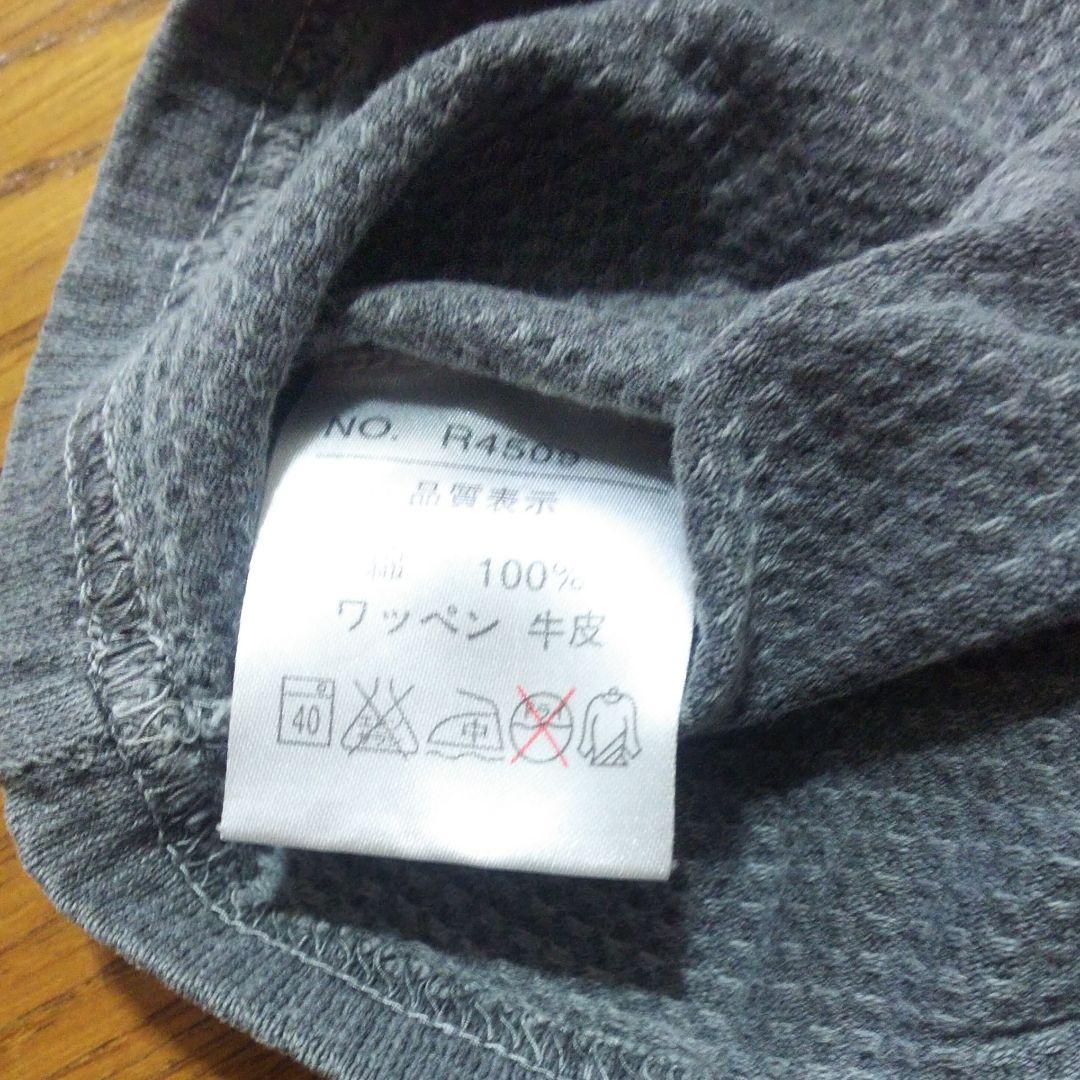 NO. R4509
品質表示
綿 100%
ワッペン 牛皮
40 中